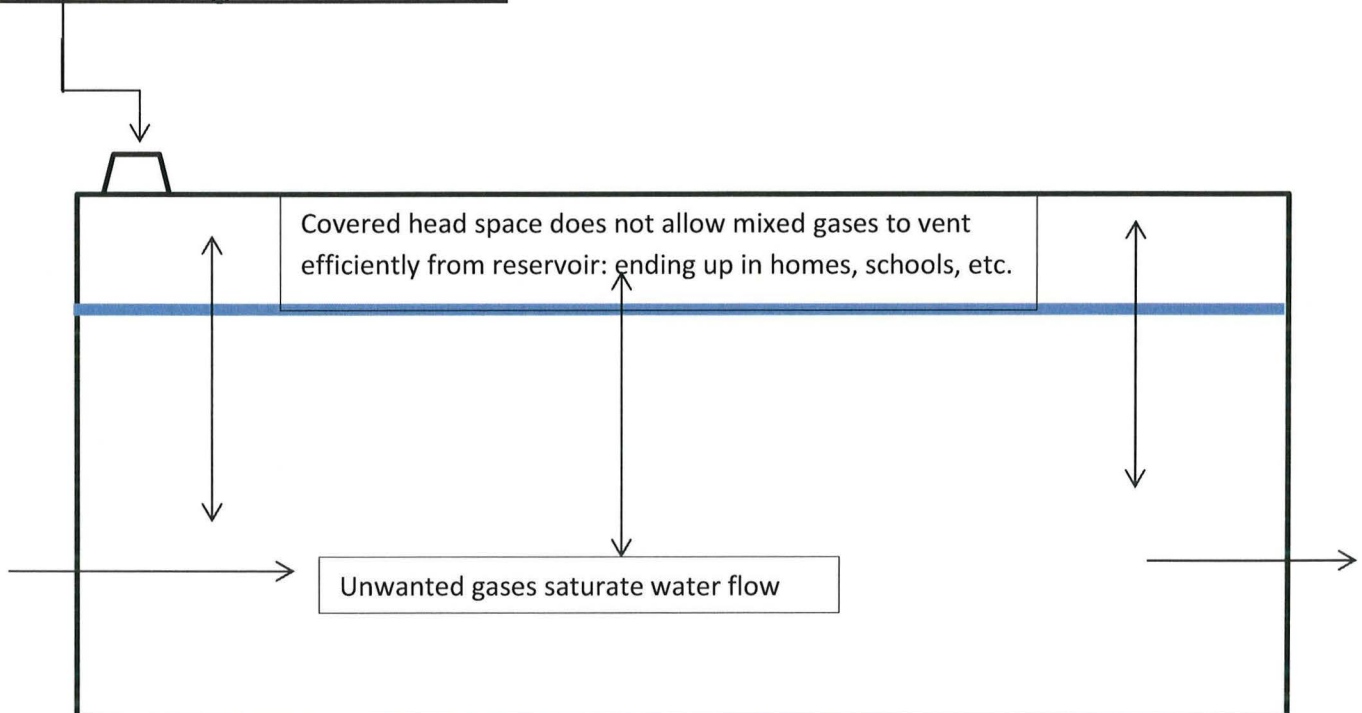 Covered head space does not allow mixed gases to vent
efficiently from reservoir: ending up in homes, schools, etc.
Unwanted gases saturate water flow